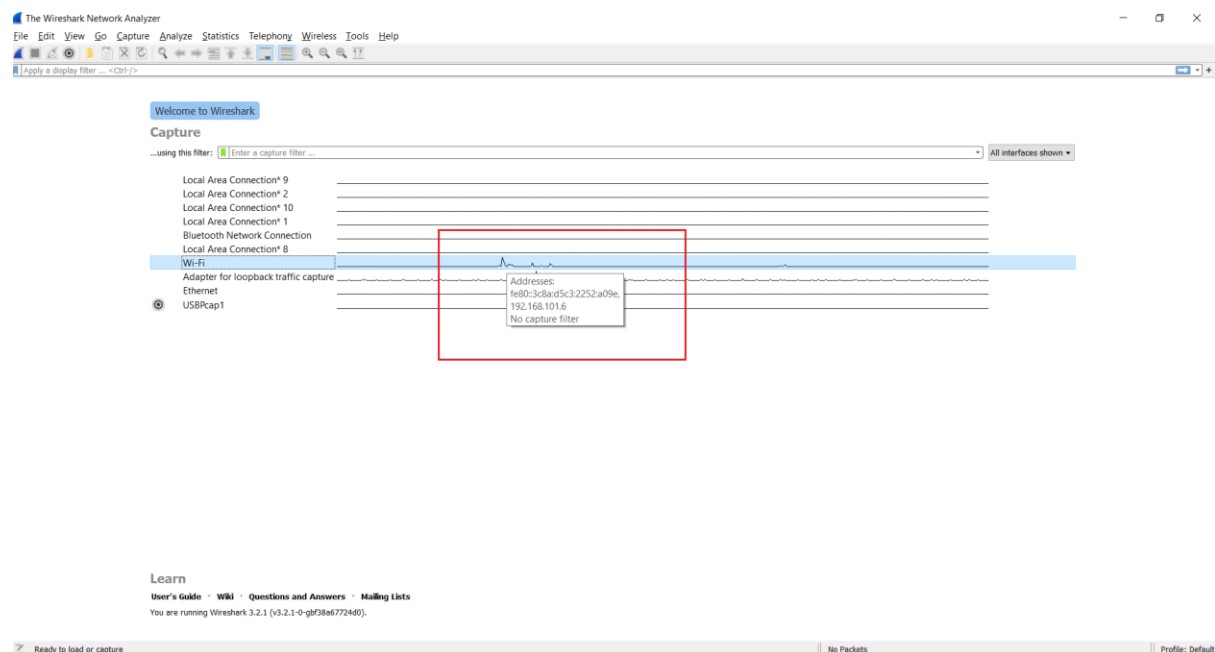 The Wireshark Network Analyzer
File Edit View Go Capture Analyze Statistics Telephony Wireless Tools Help
Apply a display filter ... <Ctrl-/>
Welcome to Wireshark
Capture
...using this filter: Enter a capture filter ... All interfaces shown
Local Area Connection* 9
Local Area Connection* 2
Local Area Connection* 10
Local Area Connection* 1
Bluetooth Network Connection
Local Area Connection* 8
Wi-Fi
Adapter for loopback traffic capture
Ethernet
USBPcap1
Addresses:
fe80::3c8a:d5c3:2252:a09e,
192.168.101.6
No capture filter
Learn
User's Guide · Wiki · Questions and Answers · Mailing Lists
You are running Wireshark 3.2.1 (v3.2.1-0-gbf38a67724d0).
Ready to load or capture No Packets Profile: Default